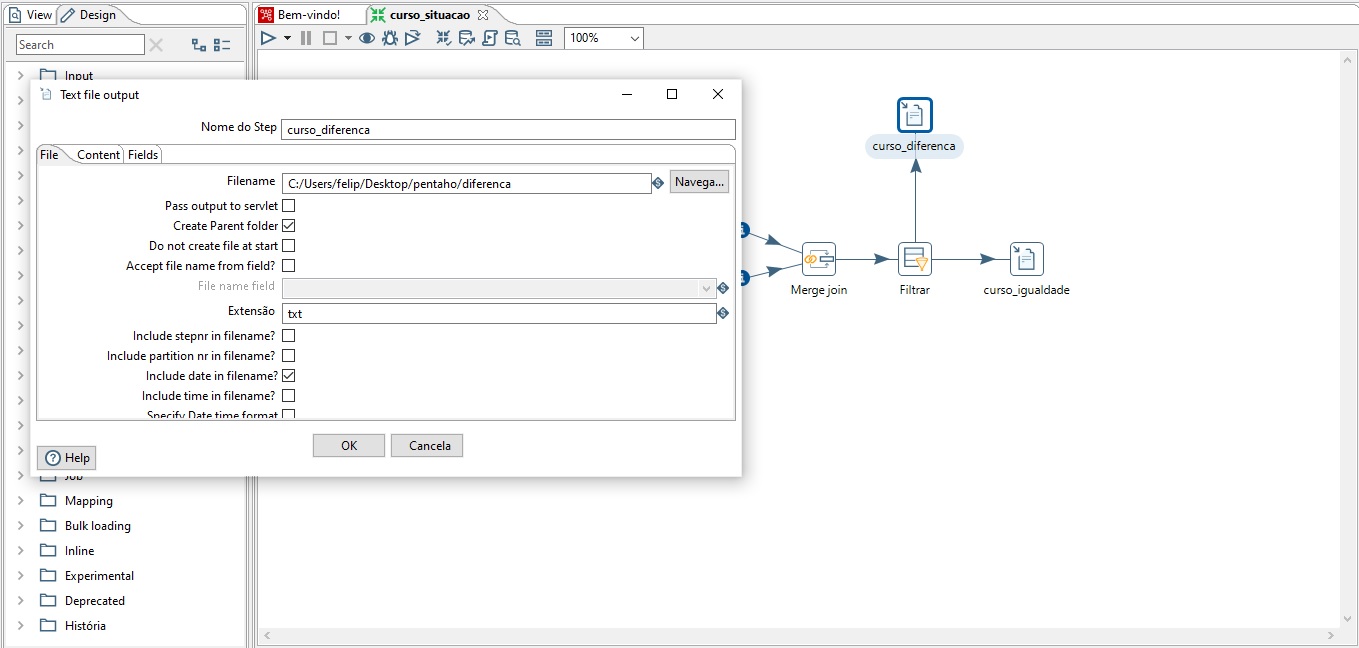 View
Design
Bem-vindo!
curso_situacao
Search
100%
Input
Text file output
Nome do Step
curso_diferenca
File
Content
Fields
Filename
C:/Users/felip/Desktop/pentaho/diferenca
Navega...
Pass output to servlet
Create Parent folder
Do not create file at start
Accept file name from field?
File name field
Extensão
txt
Include stepnr in filename?
Include partition nr in filename?
Include date in filename?
Include time in filename?
Specify Date time format
OK
Cancela
Help
Job
Mapping
Bulk loading
Inline
Experimental
Deprecated
História
curso_diferenca
Merge join
Filtrar
curso_igualdade